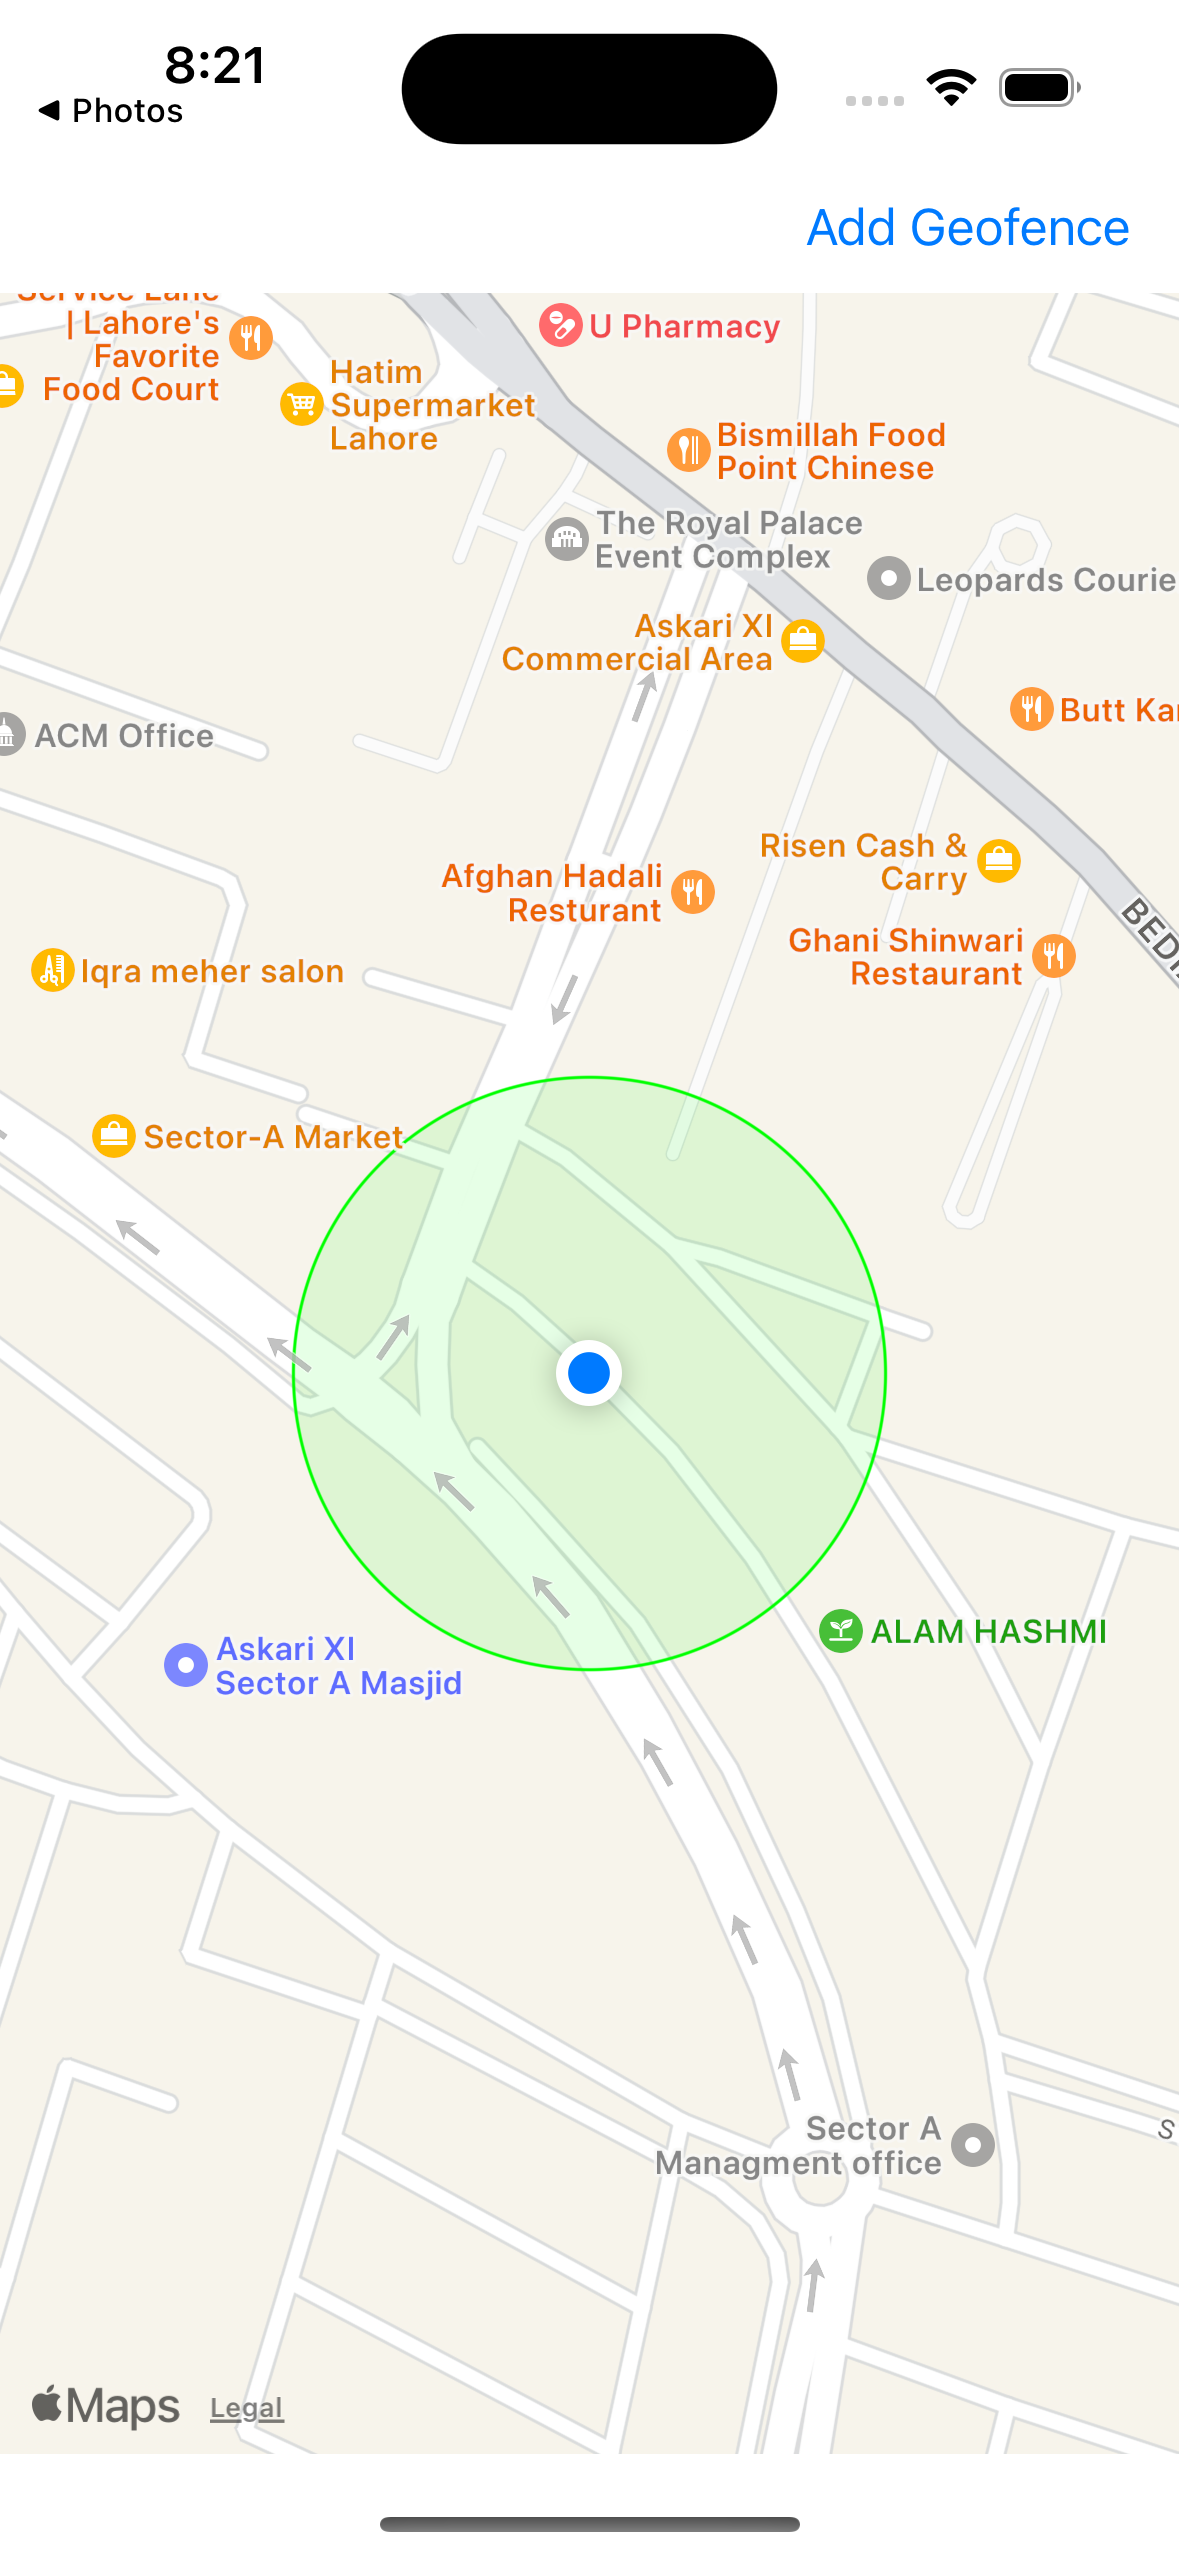 8:21
Photos
Add Geofence
Service Lane
| Lahore's
Favorite
Food Court
U Pharmacy
Hatim
Supermarket
Lahore
Bismillah Food
Point Chinese
The Royal Palace
Event Complex
Leopards Courie
Askari XI
Commercial Area
Butt Kar
ACM Office
Risen Cash &
Carry
Afghan Hadali
Resturant
BEDI
Ghani Shinwari
Restaurant
Iqra meher salon
Sector-A Market
ALAM HASHMI
Askari XI
Sector A Masjid
Sector A
Managment office
S
Maps
Legal